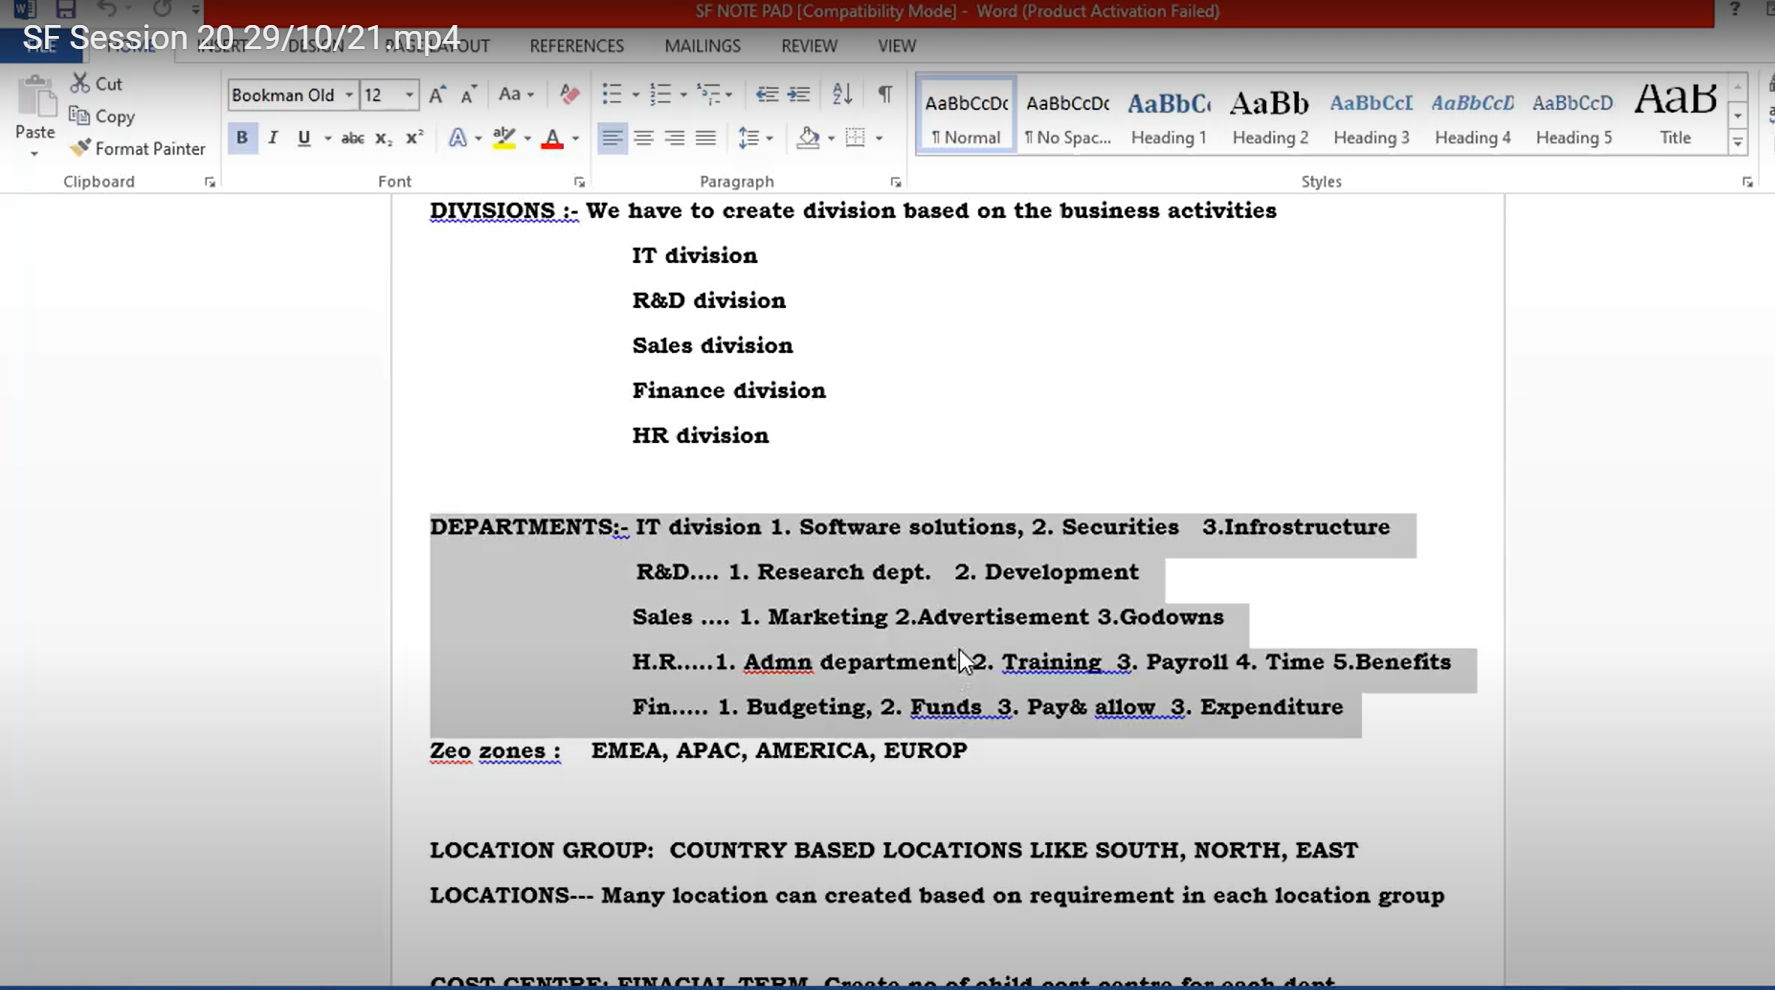 SF NOTE PAD [Compatibility Mode] - Word (Product Activation Failed)
?
SF Session 20 29/10/21.mp4
FILE HOME INSERT DESIGN PAGE LAYOUT REFERENCES MAILINGS REVIEW VIEW
Paste
Cut
Copy
Format Painter
Clipboard
Bookman Old 12
Font
Paragraph
AaBbCcDc AaBbCcDc AaBbC AaBb AaBbCcI AaBbCcD AaBbCcD AaB
¶ Normal ¶ No Spac... Heading 1 Heading 2 Heading 3 Heading 4 Heading 5 Title
Styles
DIVISIONS :- We have to create division based on the business activities
IT division
R&D division
Sales division
Finance division
HR division
DEPARTMENTS:- IT division 1. Software solutions, 2. Securities 3.Infrostructure
R&D.... 1. Research dept. 2. Development
Sales .... 1. Marketing 2.Advertisement 3.Godowns
H.R.....1. Admn department 2. Training 3. Payroll 4. Time 5.Benefits
Fin..... 1. Budgeting, 2. Funds 3. Pay& allow 3. Expenditure
Zeo zones : EMEA, APAC, AMERICA, EUROP
LOCATION GROUP: COUNTRY BASED LOCATIONS LIKE SOUTH, NORTH, EAST
LOCATIONS--- Many location can created based on requirement in each location group
COST CENTRE: FINACIAL TERM Create no of child cost centre for each dept